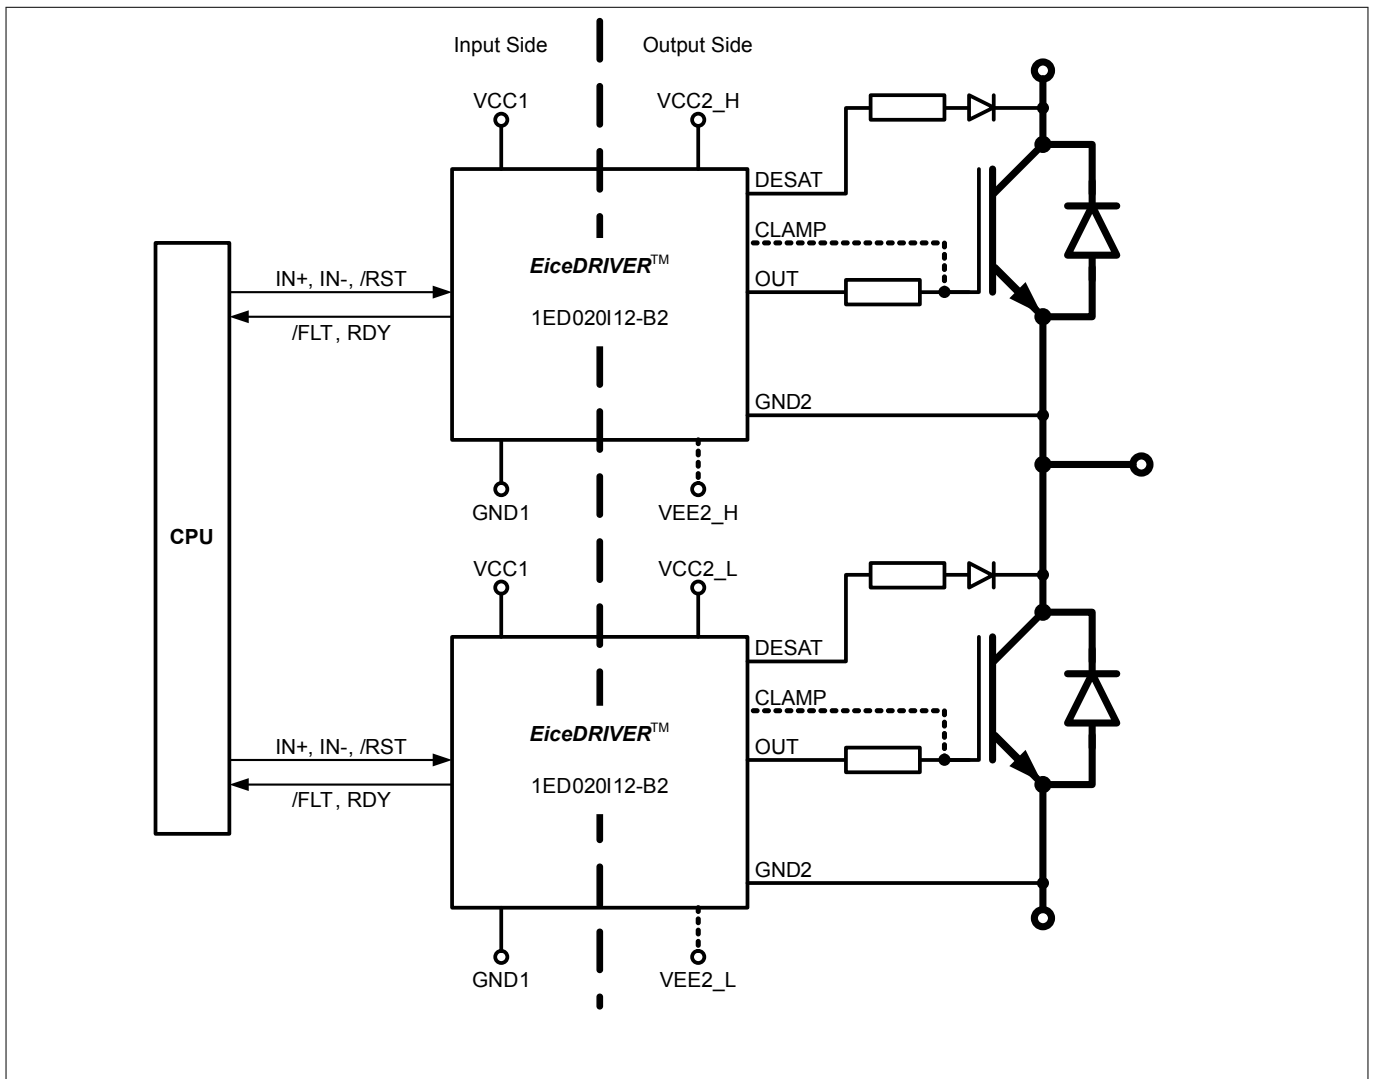 Input Side
Output Side
VCC1
VCC2_H
DESAT
CLAMP
EiceDRIVER™
OUT
IN+, IN-, /RST
1ED020I12-B2
/FLT, RDY
GND2
GND1
VEE2_H
CPU
VCC1
VCC2_L
DESAT
CLAMP
EiceDRIVER™
OUT
IN+, IN-, /RST
1ED020I12-B2
/FLT, RDY
GND2
GND1
VEE2_L